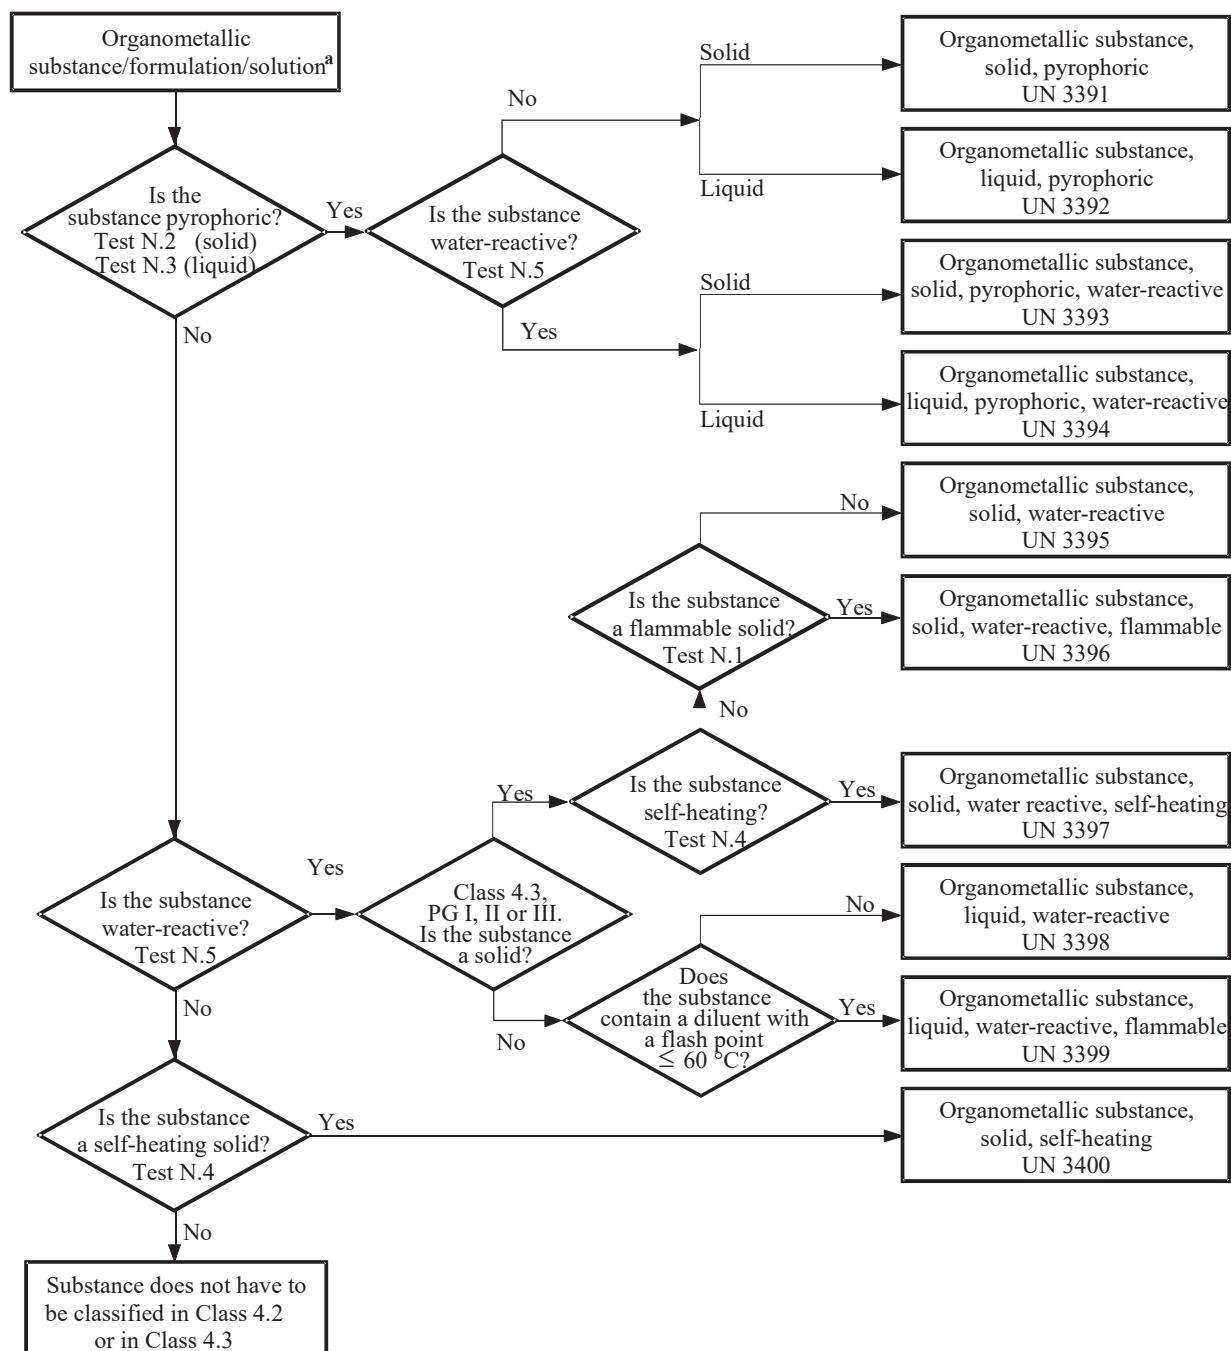 Organometallic
substance/formulation/solutionᵃ
Is the
substance pyrophoric?
Test N.2 (solid)
Test N.3 (liquid)
Yes
No
Is the substance
water-reactive?
Test N.5
No
Yes
Solid
Liquid
Solid
Liquid
Organometallic substance,
solid, pyrophoric
UN 3391
Organometallic substance,
liquid, pyrophoric
UN 3392
Organometallic substance,
solid, pyrophoric, water-reactive
UN 3393
Organometallic substance,
liquid, pyrophoric, water-reactive
UN 3394
Is the substance
water-reactive?
Test N.5
Yes
No
Class 4.3,
PG I, II or III.
Is the substance
a solid?
Yes
No
Is the substance
self-heating?
Test N.4
No
Yes
Is the substance
a flammable solid?
Test N.1
No
Yes
Organometallic substance,
solid, water-reactive
UN 3395
Organometallic substance,
solid, water-reactive, flammable
UN 3396
Organometallic substance,
solid, water reactive, self-heating
UN 3397
Does
the substance
contain a diluent with
a flash point
≤ 60 °C?
No
Yes
Organometallic substance,
liquid, water-reactive
UN 3398
Organometallic substance,
liquid, water-reactive, flammable
UN 3399
Is the substance
a self-heating solid?
Test N.4
Yes
No
Organometallic substance,
solid, self-heating
UN 3400
Substance does not have to
be classified in Class 4.2
or in Class 4.3